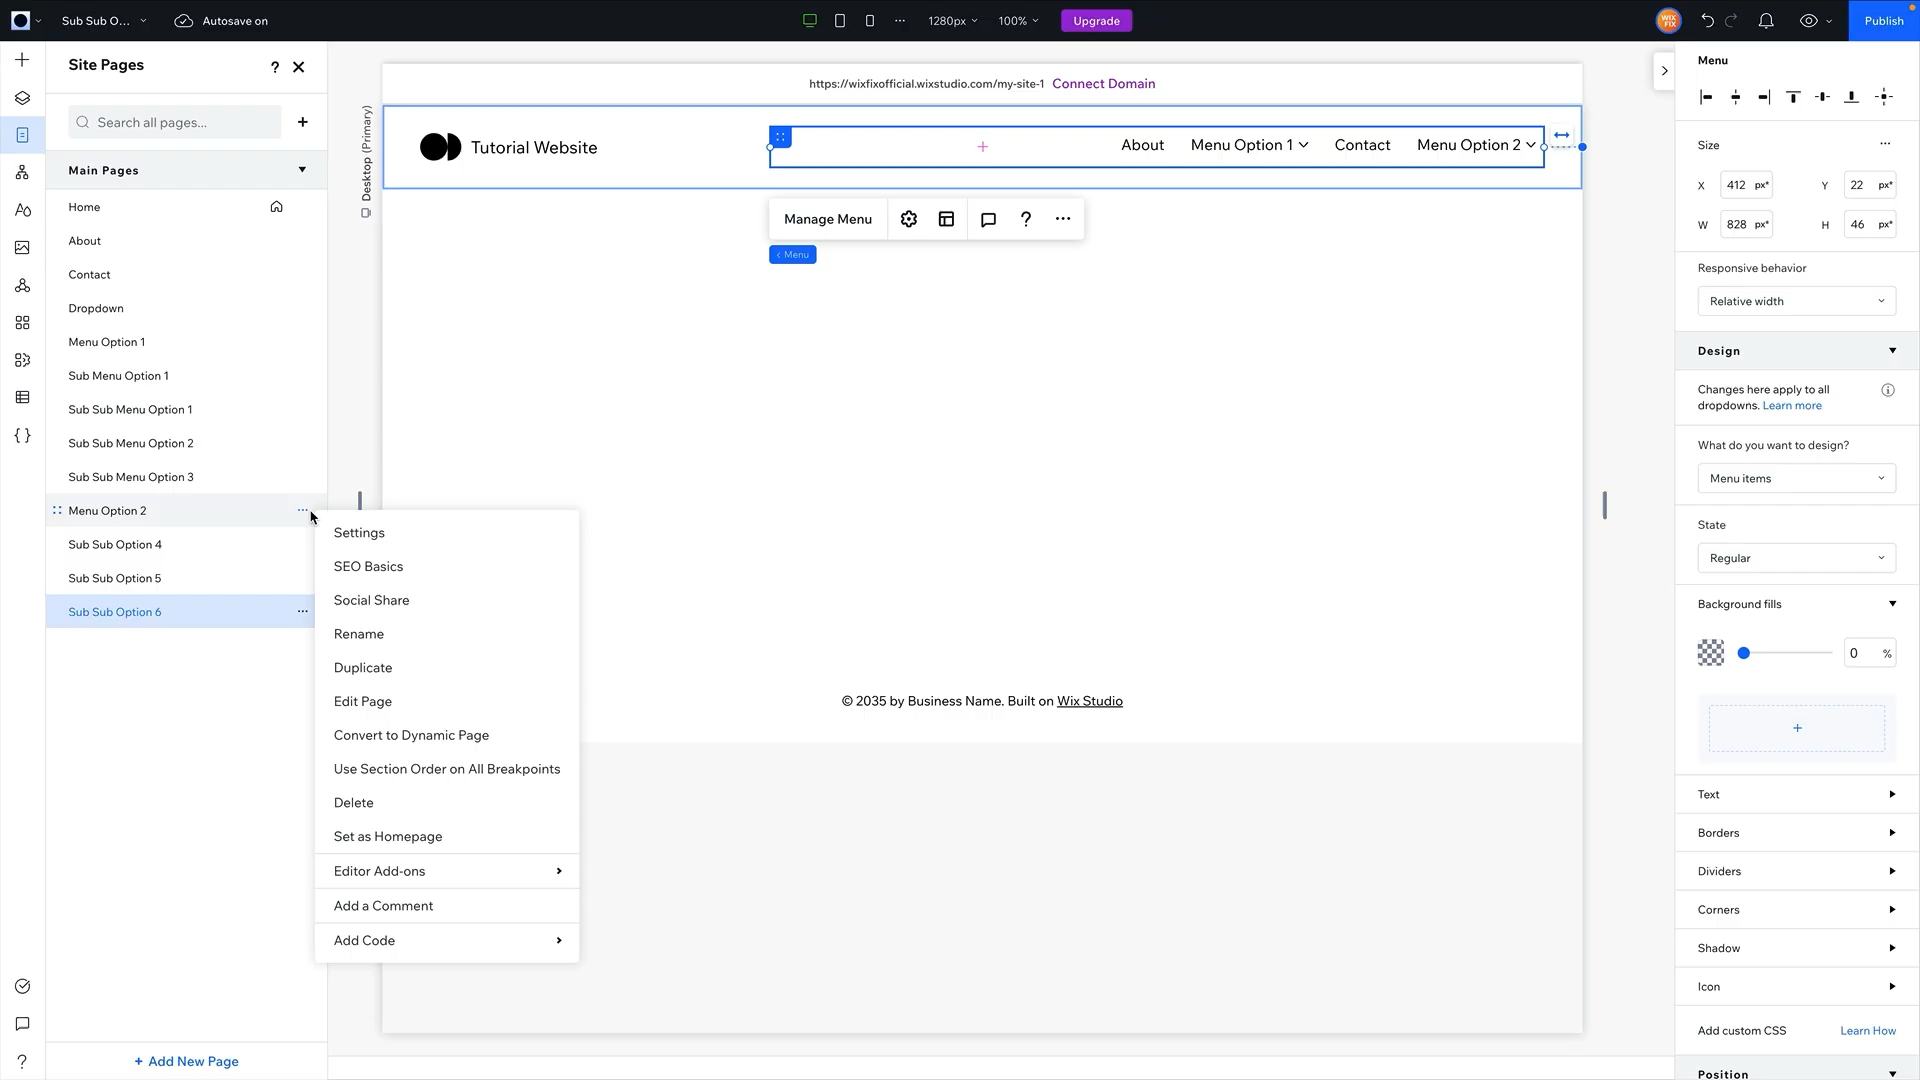 Sub Sub O...
Autosave on
1280px
100%
Upgrade
WIX
FIX
Publish
Site Pages
?
Search all pages...
+
Main Pages
Home
About
Contact
Dropdown
Menu Option 1
Sub Menu Option 1
Sub Sub Menu Option 1
Sub Sub Menu Option 2
Sub Sub Menu Option 3
Menu Option 2
Sub Sub Option 4
Sub Sub Option 5
Sub Sub Option 6
+ Add New Page
Settings
SEO Basics
Social Share
Rename
Duplicate
Edit Page
Convert to Dynamic Page
Use Section Order on All Breakpoints
Delete
Set as Homepage
Editor Add-ons
Add a Comment
Add Code
https://wixfixofficial.wixstudio.com/my-site-1 Connect Domain
Desktop (Primary)
Tutorial Website
About Menu Option 1 Contact Menu Option 2
Manage Menu
?
< Menu
© 2035 by Business Name. Built on Wix Studio
Menu
Size
X 412 px* Y 22 px*
W 828 px* H 46 px*
Responsive behavior
Relative width
Design
Changes here apply to all
dropdowns. Learn more
What do you want to design?
Menu items
State
Regular
Background fills
0 %
+
Text
Borders
Dividers
Corners
Shadow
Icon
Add custom CSS Learn How
Position